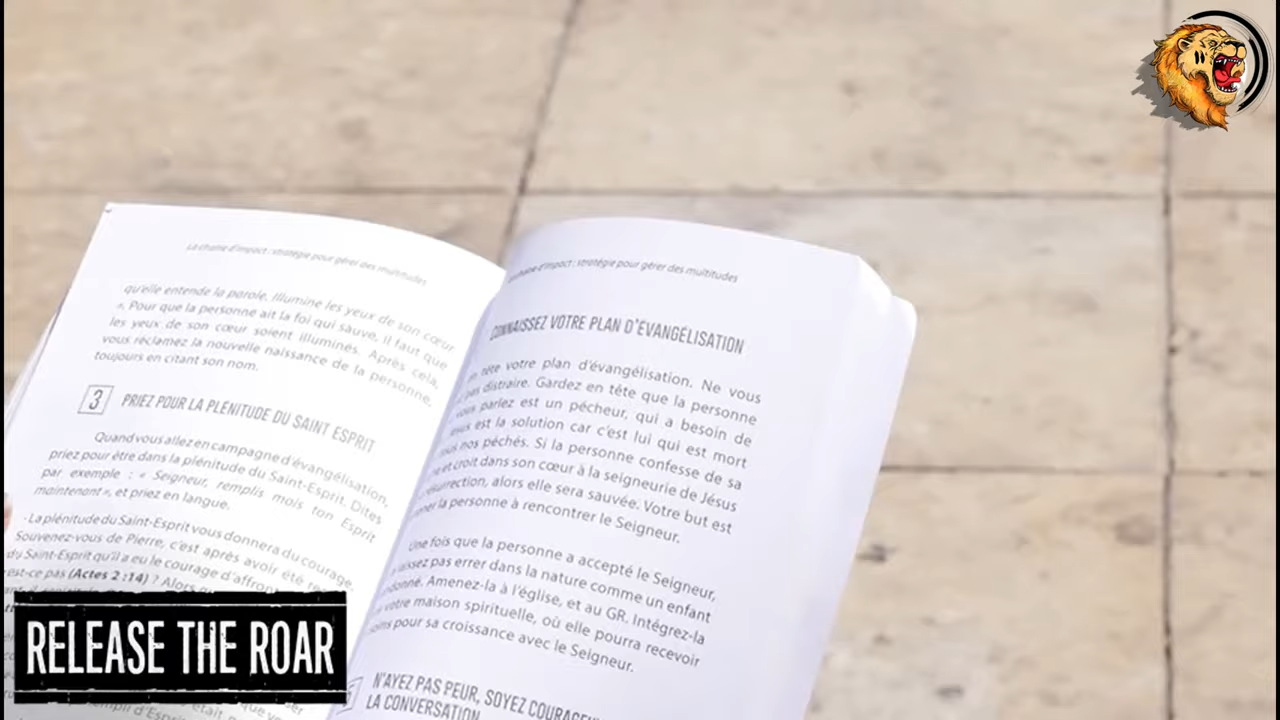 La chaîne d'impact : stratégie pour gérer des multitudes
qu'elle entende la parole. Illumine les yeux de son cœur
». Pour que la personne ait la foi qui sauve, il faut que
les yeux de son cœur soient illuminés. Après cela,
vous réclamez la nouvelle naissance de la personne,
toujours en citant son nom.
3 PRIEZ POUR LA PLÉNITUDE DU SAINT ESPRIT
Quand vous allez en campagne d'évangélisation,
priez pour être dans la plénitude du Saint-Esprit. Dites
par exemple : « Seigneur, remplis mois ton Esprit
maintenant », et priez en langue.
- La plénitude du Saint-Esprit vous donnera du courage.
Souvenez-vous de Pierre, c'est après avoir été
du Saint-Esprit qu'il a eu le courage d'affront
est-ce pas (Actes 2 :14) ? Alors
d'impact : stratégie pour gérer des multitudes
CONNAISSEZ VOTRE PLAN D'ÉVANGÉLISATION
tête votre plan d'évangélisation. Ne vous
pas distraire. Gardez en tête que la personne
vous parlez est un pécheur, qui a besoin de
est la solution car c'est lui qui est mort
nos péchés. Si la personne confesse de sa
et croit dans son cœur à la seigneurie de Jésus
résurrection, alors elle sera sauvée. Votre but est
la personne à rencontrer le Seigneur.
Une fois que la personne a accepté le Seigneur,
pas errer dans la nature comme un enfant
Amenez-la à l'église, et au GR. Intégrez-la
votre maison spirituelle, où elle pourra recevoir
pour sa croissance avec le Seigneur.
N'AYEZ PAS PEUR, SOYEZ
LA CONVERSATION
RELEASE THE ROAR